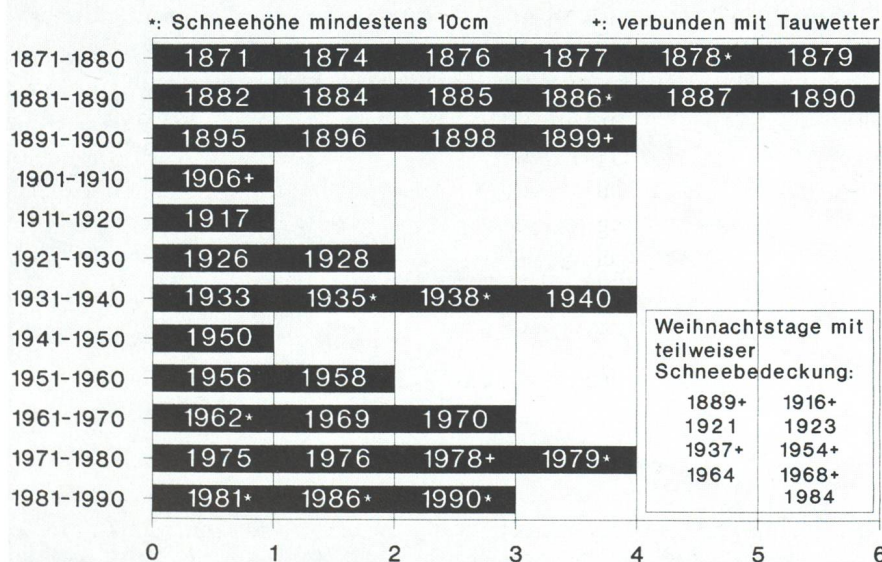 *: Schneehöhe mindestens 10cm +: verbunden mit Tauwetter
1871-1880 1871 1874 1876 1877 1878* 1879
1881-1890 1882 1884 1885 1886* 1887 1890
1891-1900 1895 1896 1898 1899+
1901-1910 1906+
1911-1920 1917
1921-1930 1926 1928
1931-1940 1933 1935* 1938* 1940
1941-1950 1950
1951-1960 1956 1958
1961-1970 1962* 1969 1970
1971-1980 1975 1976 1978+ 1979*
1981-1990 1981* 1986* 1990*
0 1 2 3 4 5 6
Weihnachtstage mit
teilweiser
Schneebedeckung:
1889+ 1916+
1921 1923
1937+ 1954+
1964 1968+
1984